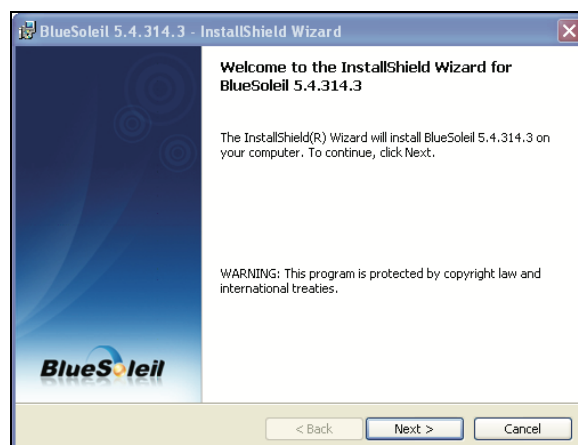 BlueSoleil 5.4.314.3 - InstallShield Wizard
Welcome to the InstallShield Wizard for
BlueSoleil 5.4.314.3
The InstallShield(R) Wizard will install BlueSoleil 5.4.314.3 on
your computer. To continue, click Next.
WARNING: This program is protected by copyright law and
international treaties.
BlueSoleil
< Back
Next >
Cancel